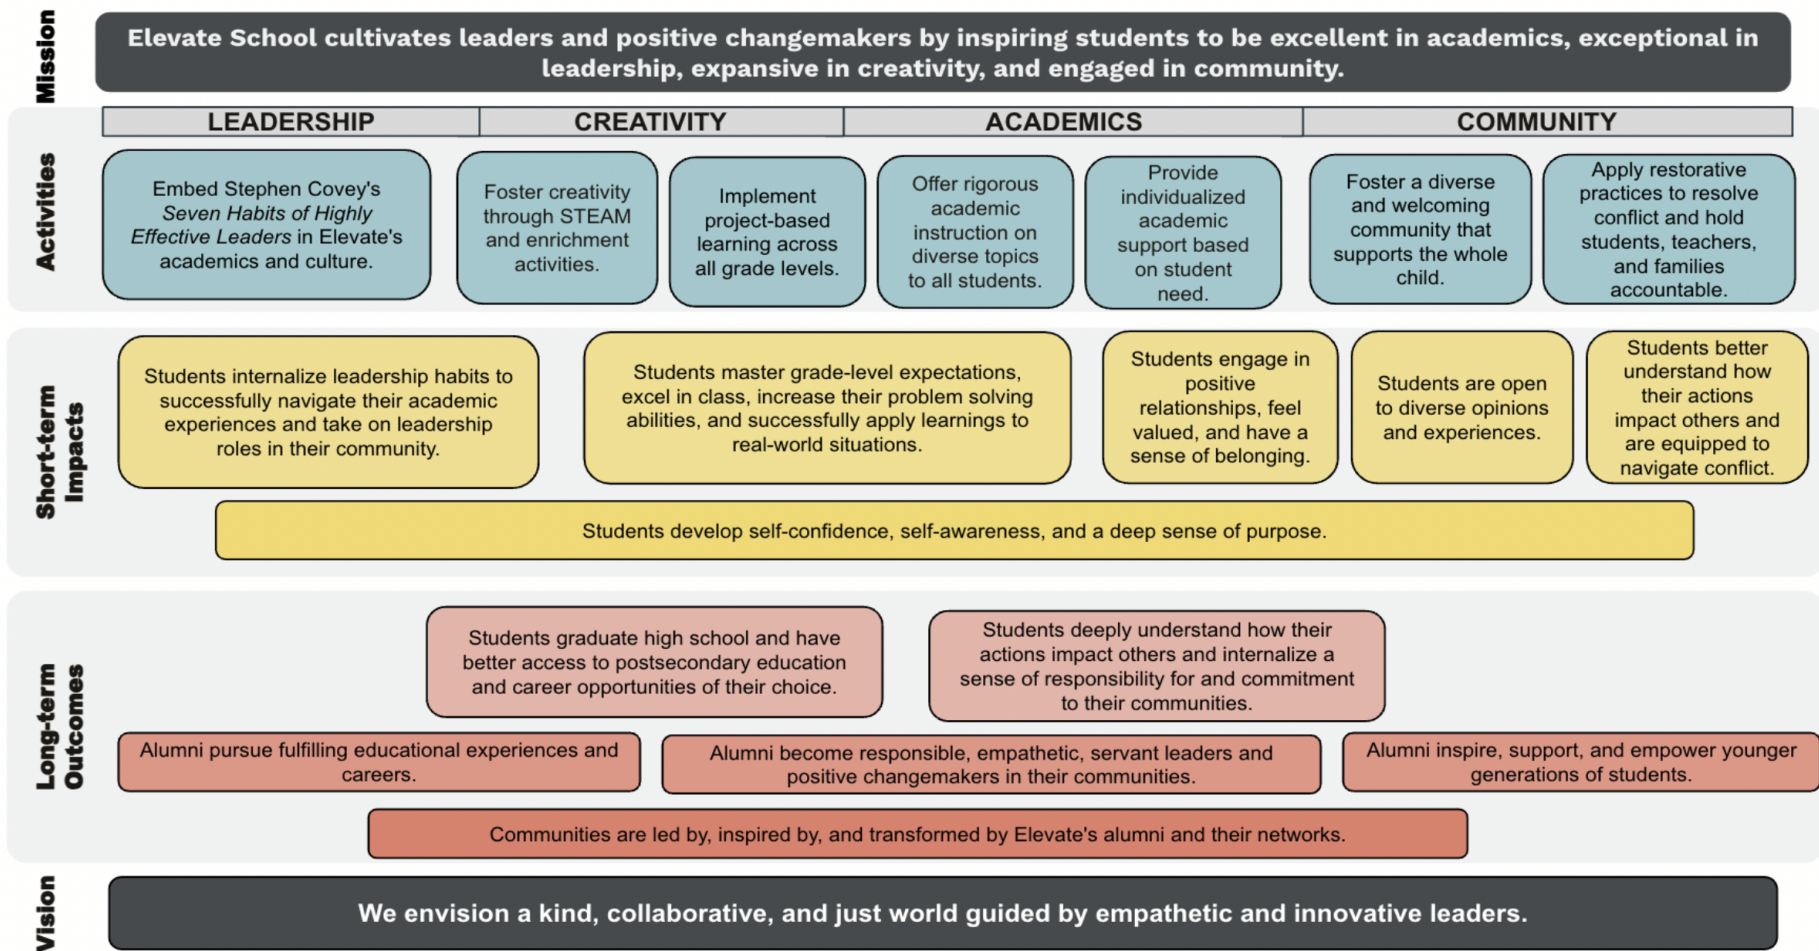 Mission
Elevate School cultivates leaders and positive changemakers by inspiring students to be excellent in academics, exceptional in
leadership, expansive in creativity, and engaged in community.
LEADERSHIP
CREATIVITY
ACADEMICS
COMMUNITY
Activities
Embed Stephen Covey's
Seven Habits of Highly
Effective Leaders in Elevate's
academics and culture.
Foster creativity
through STEAM
and enrichment
activities.
Implement
project-based
learning across
all grade levels.
Offer rigorous
academic
instruction on
diverse topics
to all students.
Provide
individualized
academic
support based
on student
need.
Foster a diverse
and welcoming
community that
supports the whole
child.
Apply restorative
practices to resolve
conflict and hold
students, teachers,
and families
accountable.
Short-term
Impacts
Students internalize leadership habits to
successfully navigate their academic
experiences and take on leadership
roles in their community.
Students master grade-level expectations,
excel in class, increase their problem solving
abilities, and successfully apply learnings to
real-world situations.
Students engage in
positive
relationships, feel
valued, and have a
sense of belonging.
Students are open
to diverse opinions
and experiences.
Students better
understand how
their actions
impact others and
are equipped to
navigate conflict.
Students develop self-confidence, self-awareness, and a deep sense of purpose.
Long-term
Outcomes
Students graduate high school and have
better access to postsecondary education
and career opportunities of their choice.
Students deeply understand how their
actions impact others and internalize a
sense of responsibility for and commitment
to their communities.
Alumni pursue fulfilling educational experiences and
careers.
Alumni become responsible, empathetic, servant leaders and
positive changemakers in their communities.
Alumni inspire, support, and empower younger
generations of students.
Communities are led by, inspired by, and transformed by Elevate's alumni and their networks.
Vision
We envision a kind, collaborative, and just world guided by empathetic and innovative leaders.